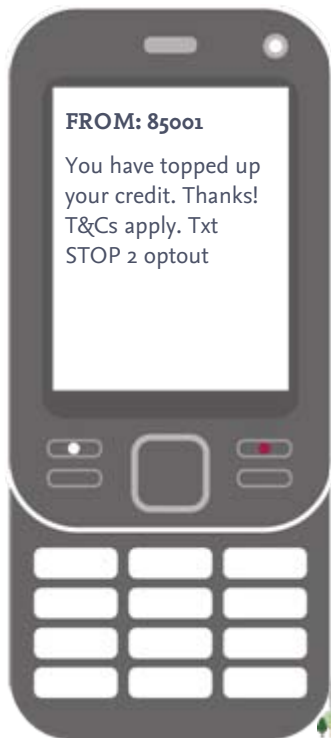 FROM: 85001
You have topped up
your credit. Thanks!
T&Cs apply. Txt
STOP 2 optout